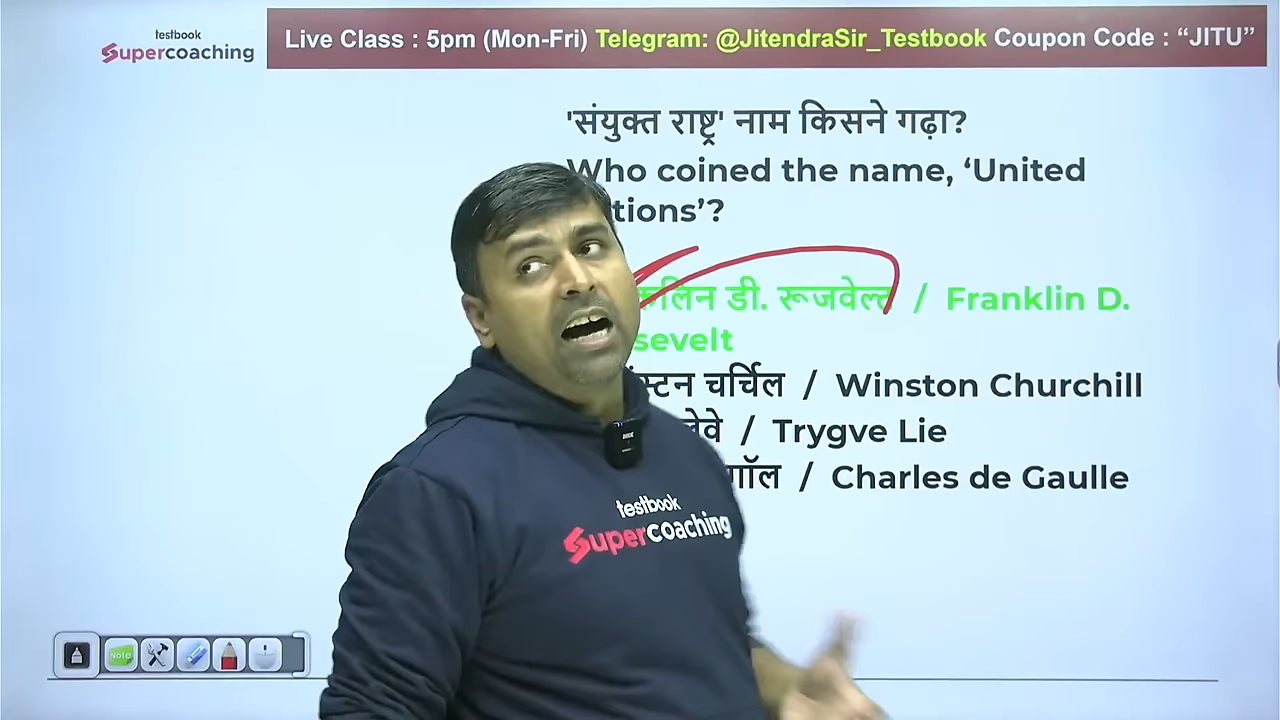 testbook
Supercoaching
Live Class : 5pm (Mon-Fri) Telegram: @JitendraSir_Testbook Coupon Code : “JITU”
'संयुक्त राष्ट्र' नाम किसने गढ़ा?
Who coined the name, ‘United
tions’?
डी. रूजवेल्ट / Franklin D.
sevelt
चर्चिल / Winston Churchill
/ Trygve Lie
/ Charles de Gaulle
testbook
Supercoaching
Note